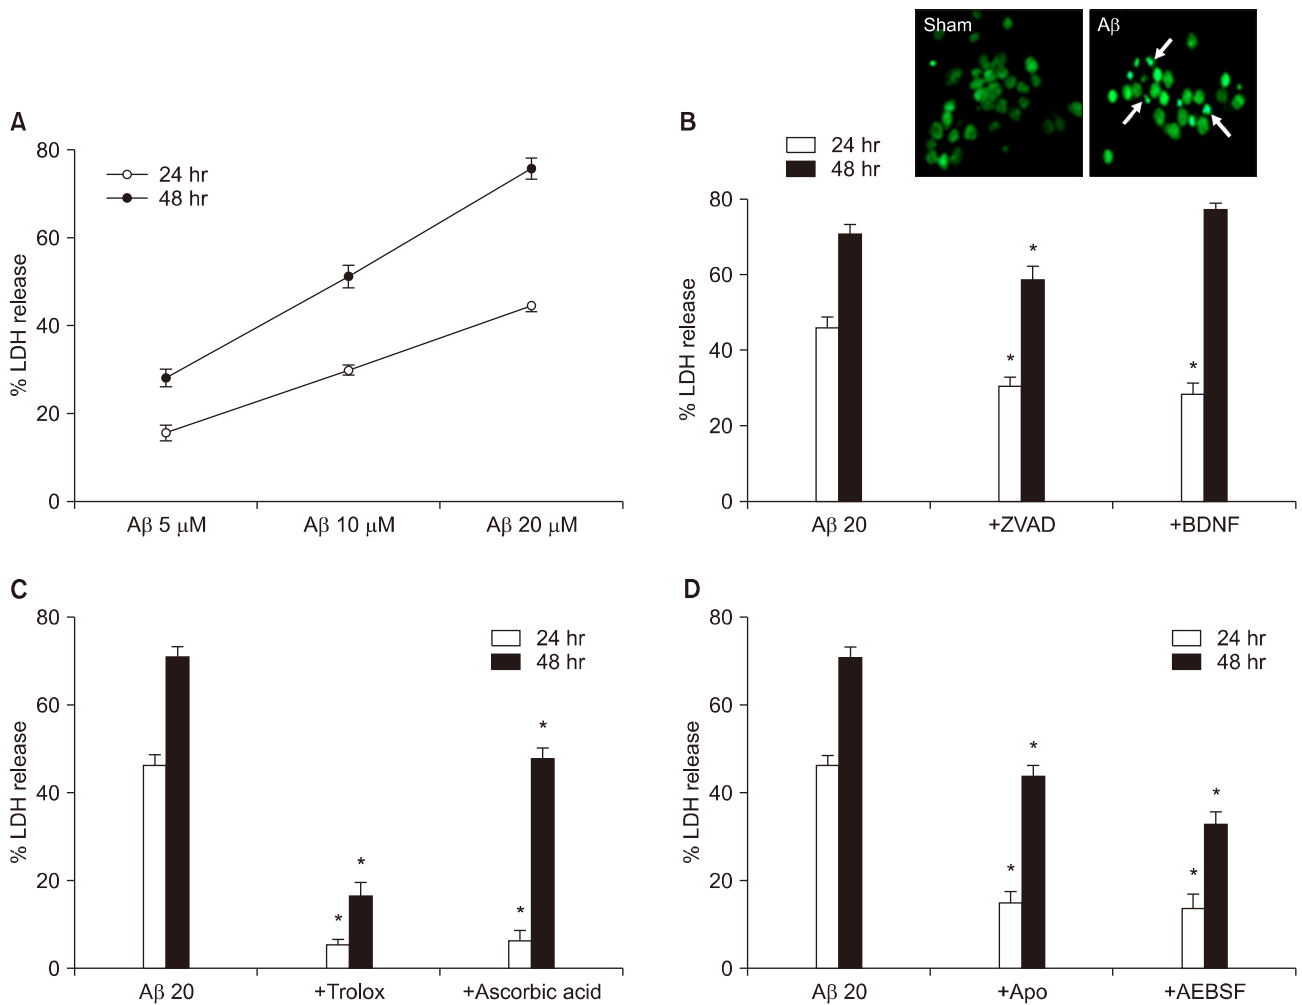 A
80
60
40
20
0
% LDH release
24 hr
48 hr
Aβ 5 μM
Aβ 10 μM
Aβ 20 μM
Sham
Aβ
B
24 hr
48 hr
80
60
40
20
0
% LDH release
*
*
*
Aβ 20
+ZVAD
+BDNF
C
80
60
40
20
0
% LDH release
24 hr
48 hr
*
*
*
*
Aβ 20
+Trolox
+Ascorbic acid
D
80
60
40
20
0
% LDH release
24 hr
48 hr
*
*
*
*
Aβ 20
+Apo
+AEBSF